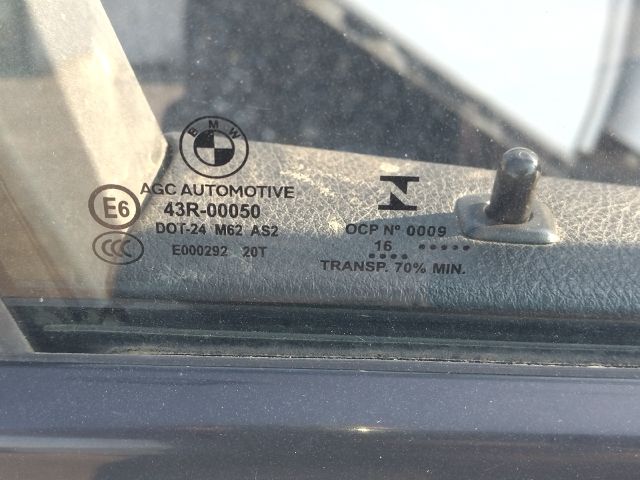 BMW
AGC AUTOMOTIVE
E6
43R-00050
DOT-24 M62 AS2
CCC
E000292 20T
OCP Nº 0009
16
TRANSP. 70% MIN.